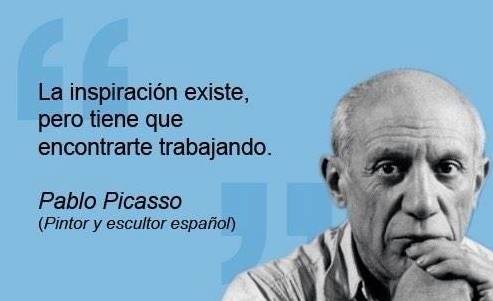 La inspiración existe,
pero tiene que
encontrarte trabajando.
Pablo Picasso
(Pintor y escultor español)